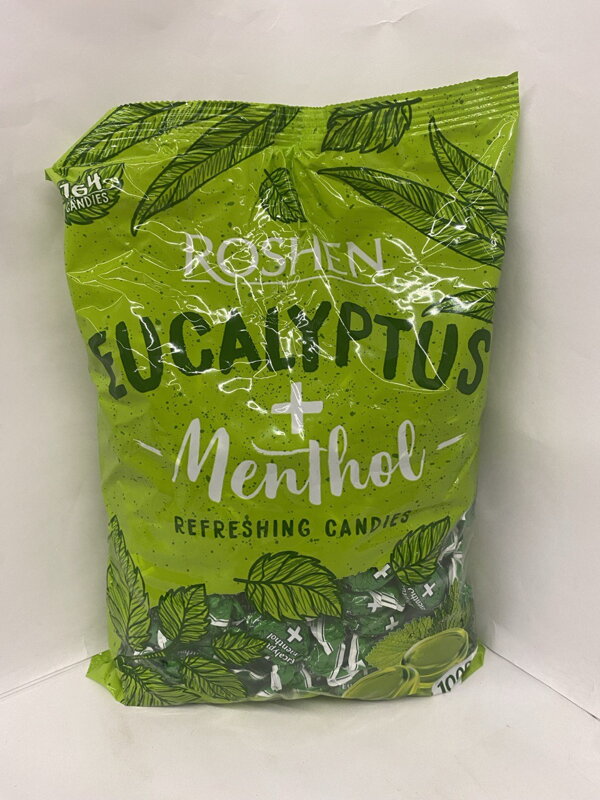 164
CANDIES
ROSHEN
EUCALYPTUS
+
Menthol
REFRESHING CANDIES